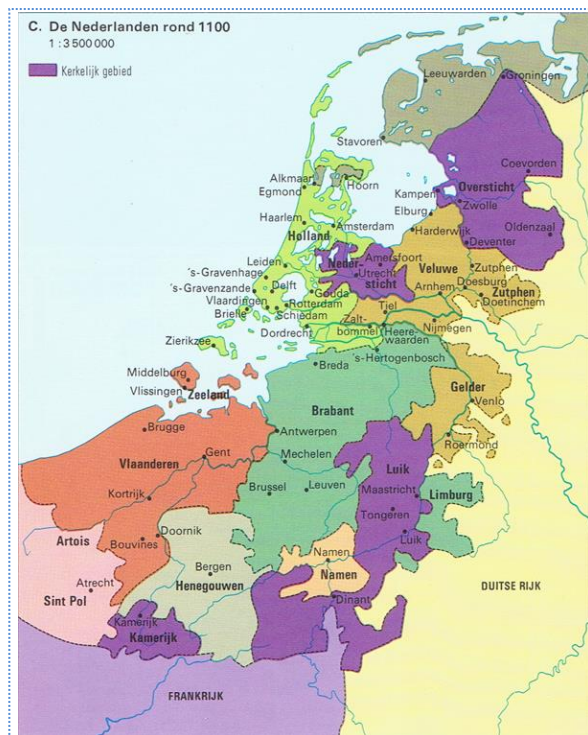 C. De Nederlanden rond 1100
1 : 3 500 000
Kerkelijk gebied
Leeuwarden
Groningen
Stavoren
Coevorden
Alkmaar
Hoorn
Egmond
Kampen
Oversticht
Zwolle
Elburg
Haarlem
Amsterdam
Harderwijk
Oldenzaal
Holland
Deventer
Leiden
Neder-
sticht
Amersfoort
Utrecht
Veluwe
's-Gravenhage
Zutphen
's-Gravenzande
Delft
Gouda
Arnhem
Doesburg
Zutphen
Vlaardingen
Rotterdam
Tiel
Doetinchem
Brielle
Schiedam
Zalt-
bommel
Heere-
waarden
Nijmegen
Dordrecht
Zierikzee
's-Hertogenbosch
Breda
Middelburg
Vlissingen
Zeeland
Gelder
Venlo
Brabant
Brugge
Antwerpen
Roermond
Vlaanderen
Gent
Mechelen
Luik
Kortrijk
Brussel
Leuven
Maastricht
Limburg
Tongeren
Artois
Doornik
Bouvines
Luik
Namen
Bergen
Namen
Atrecht
Henegouwen
Sint Pol
Dinant
DUITSE RIJK
Kamerijk
Kamerijk
FRANKRIJK